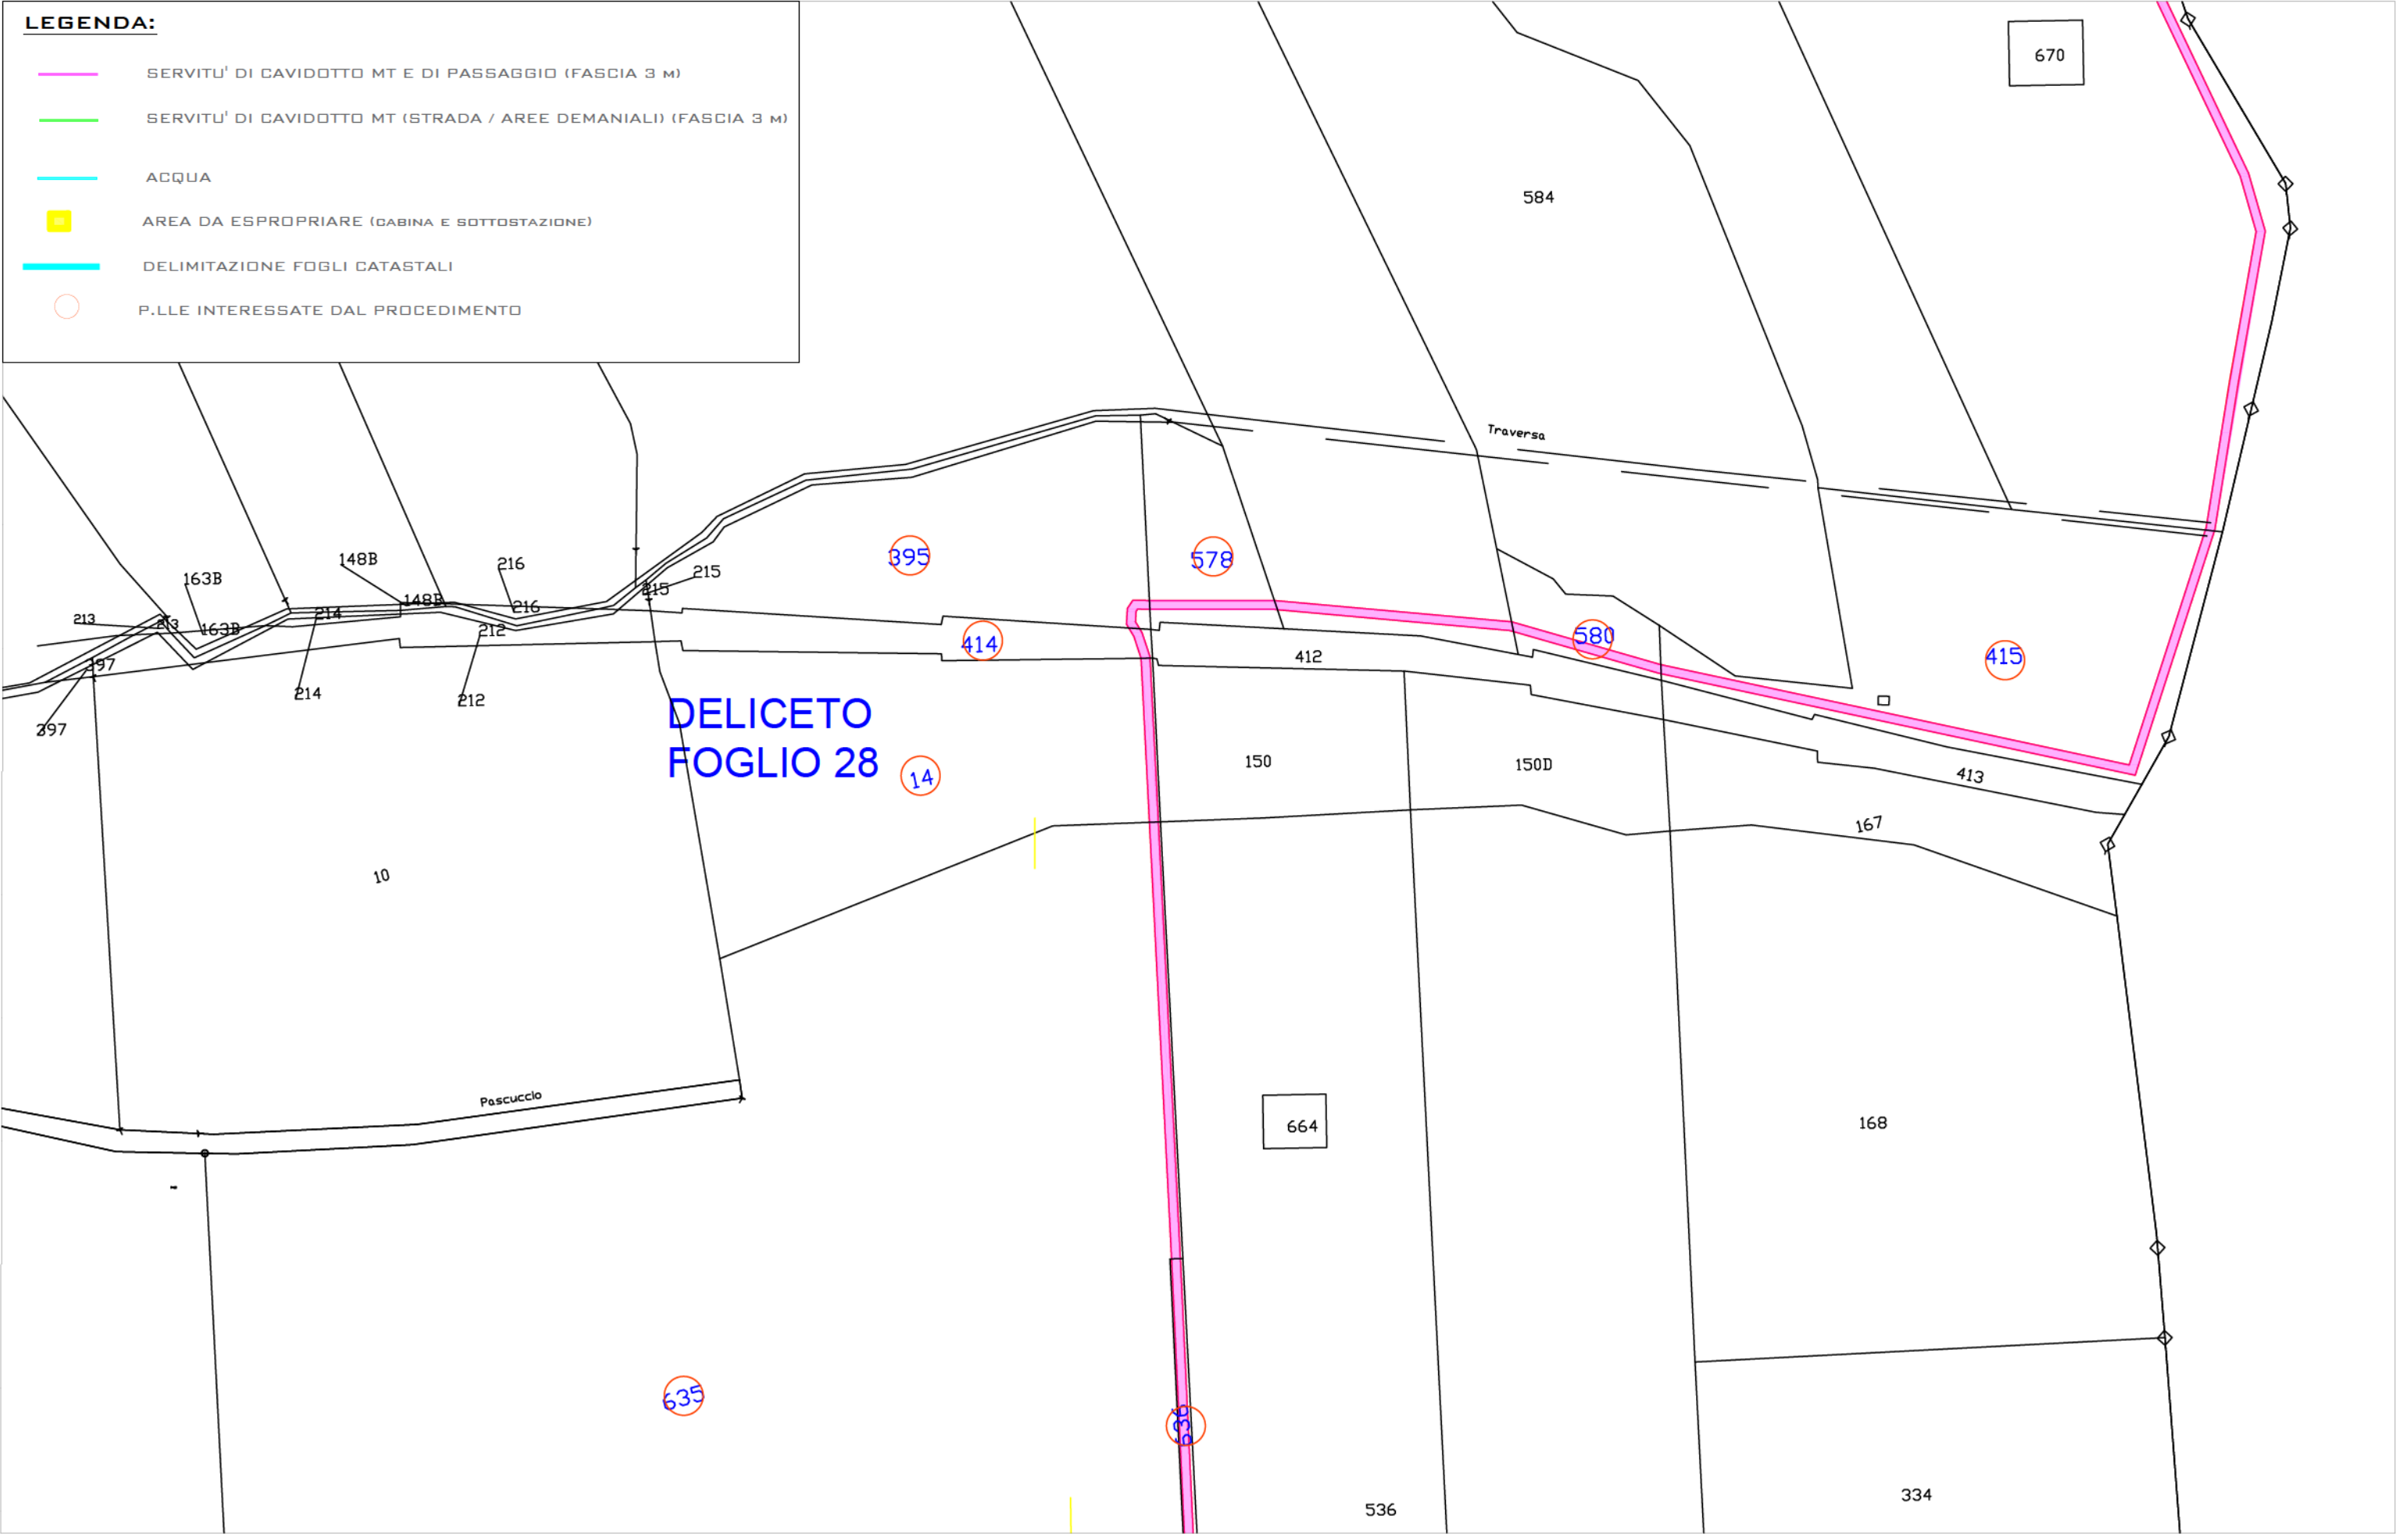 LEGENDA:
SERVITU' DI CAVIDOTTO MT E DI PASSAGGIO (FASCIA 3 M)
SERVITU' DI CAVIDOTTO MT (STRADA / AREE DEMANIALI) (FASCIA 3 M)
ACQUA
AREA DA ESPROPRIARE (CABINA E SOTTOSTAZIONE)
DELIMITAZIONE FOGLI CATASTALI
P.LLE INTERESSATE DAL PROCEDIMENTO
670
584
Traversa
395
578
148B
216
163B
215
215
148B
216
213
213
214
163B
212
580
414
412
415
397
214
212
397
DELICETO
FOGLIO 28
14
150
150D
413
167
10
Pascuccio
664
168
635
536
334